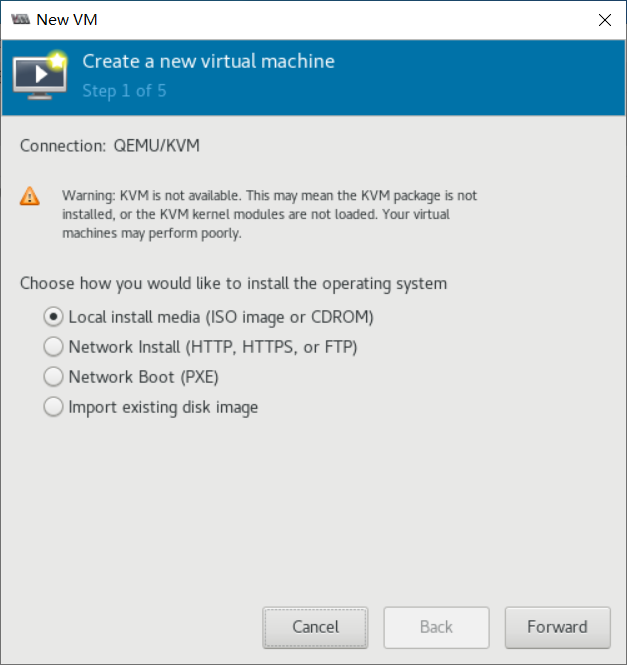 New VM
Create a new virtual machine
Step 1 of 5
Connection: QEMU/KVM
Warning: KVM is not available. This may mean the KVM package is not
installed, or the KVM kernel modules are not loaded. Your virtual
machines may perform poorly.
Choose how you would like to install the operating system
Local install media (ISO image or CDROM)
Network Install (HTTP, HTTPS, or FTP)
Network Boot (PXE)
Import existing disk image
Cancel
Back
Forward